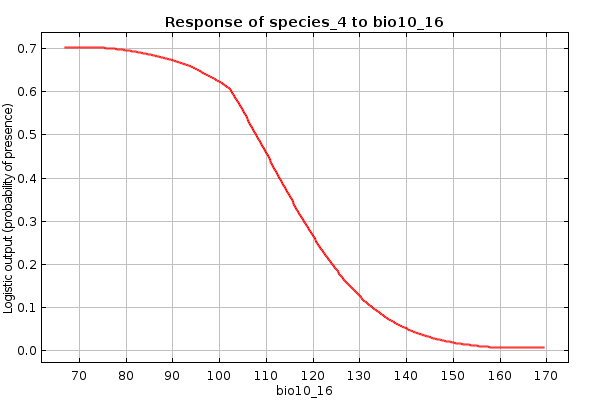 Response of species_4 to bio10_16
Logistic output (probability of presence)
0.7
0.6
0.5
0.4
0.3
0.2
0.1
0.0
70 80 90 100 110 120 130 140 150 160 170
bio10_16